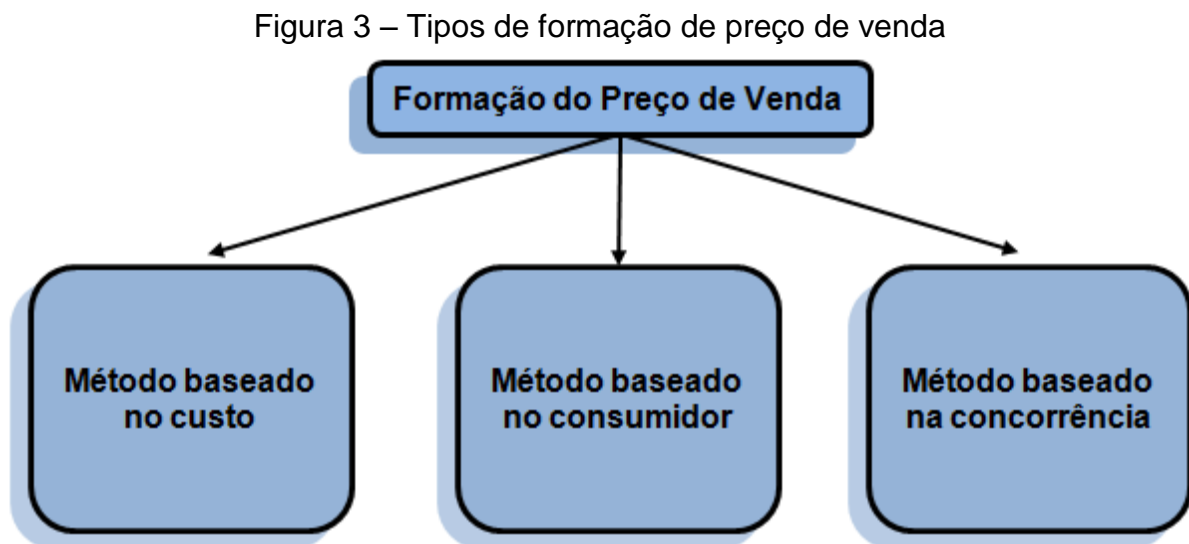 Figura 3 – Tipos de formação de preço de venda
Formação do Preço de Venda
Método baseado
no custo
Método baseado
no consumidor
Método baseado
na concorrência